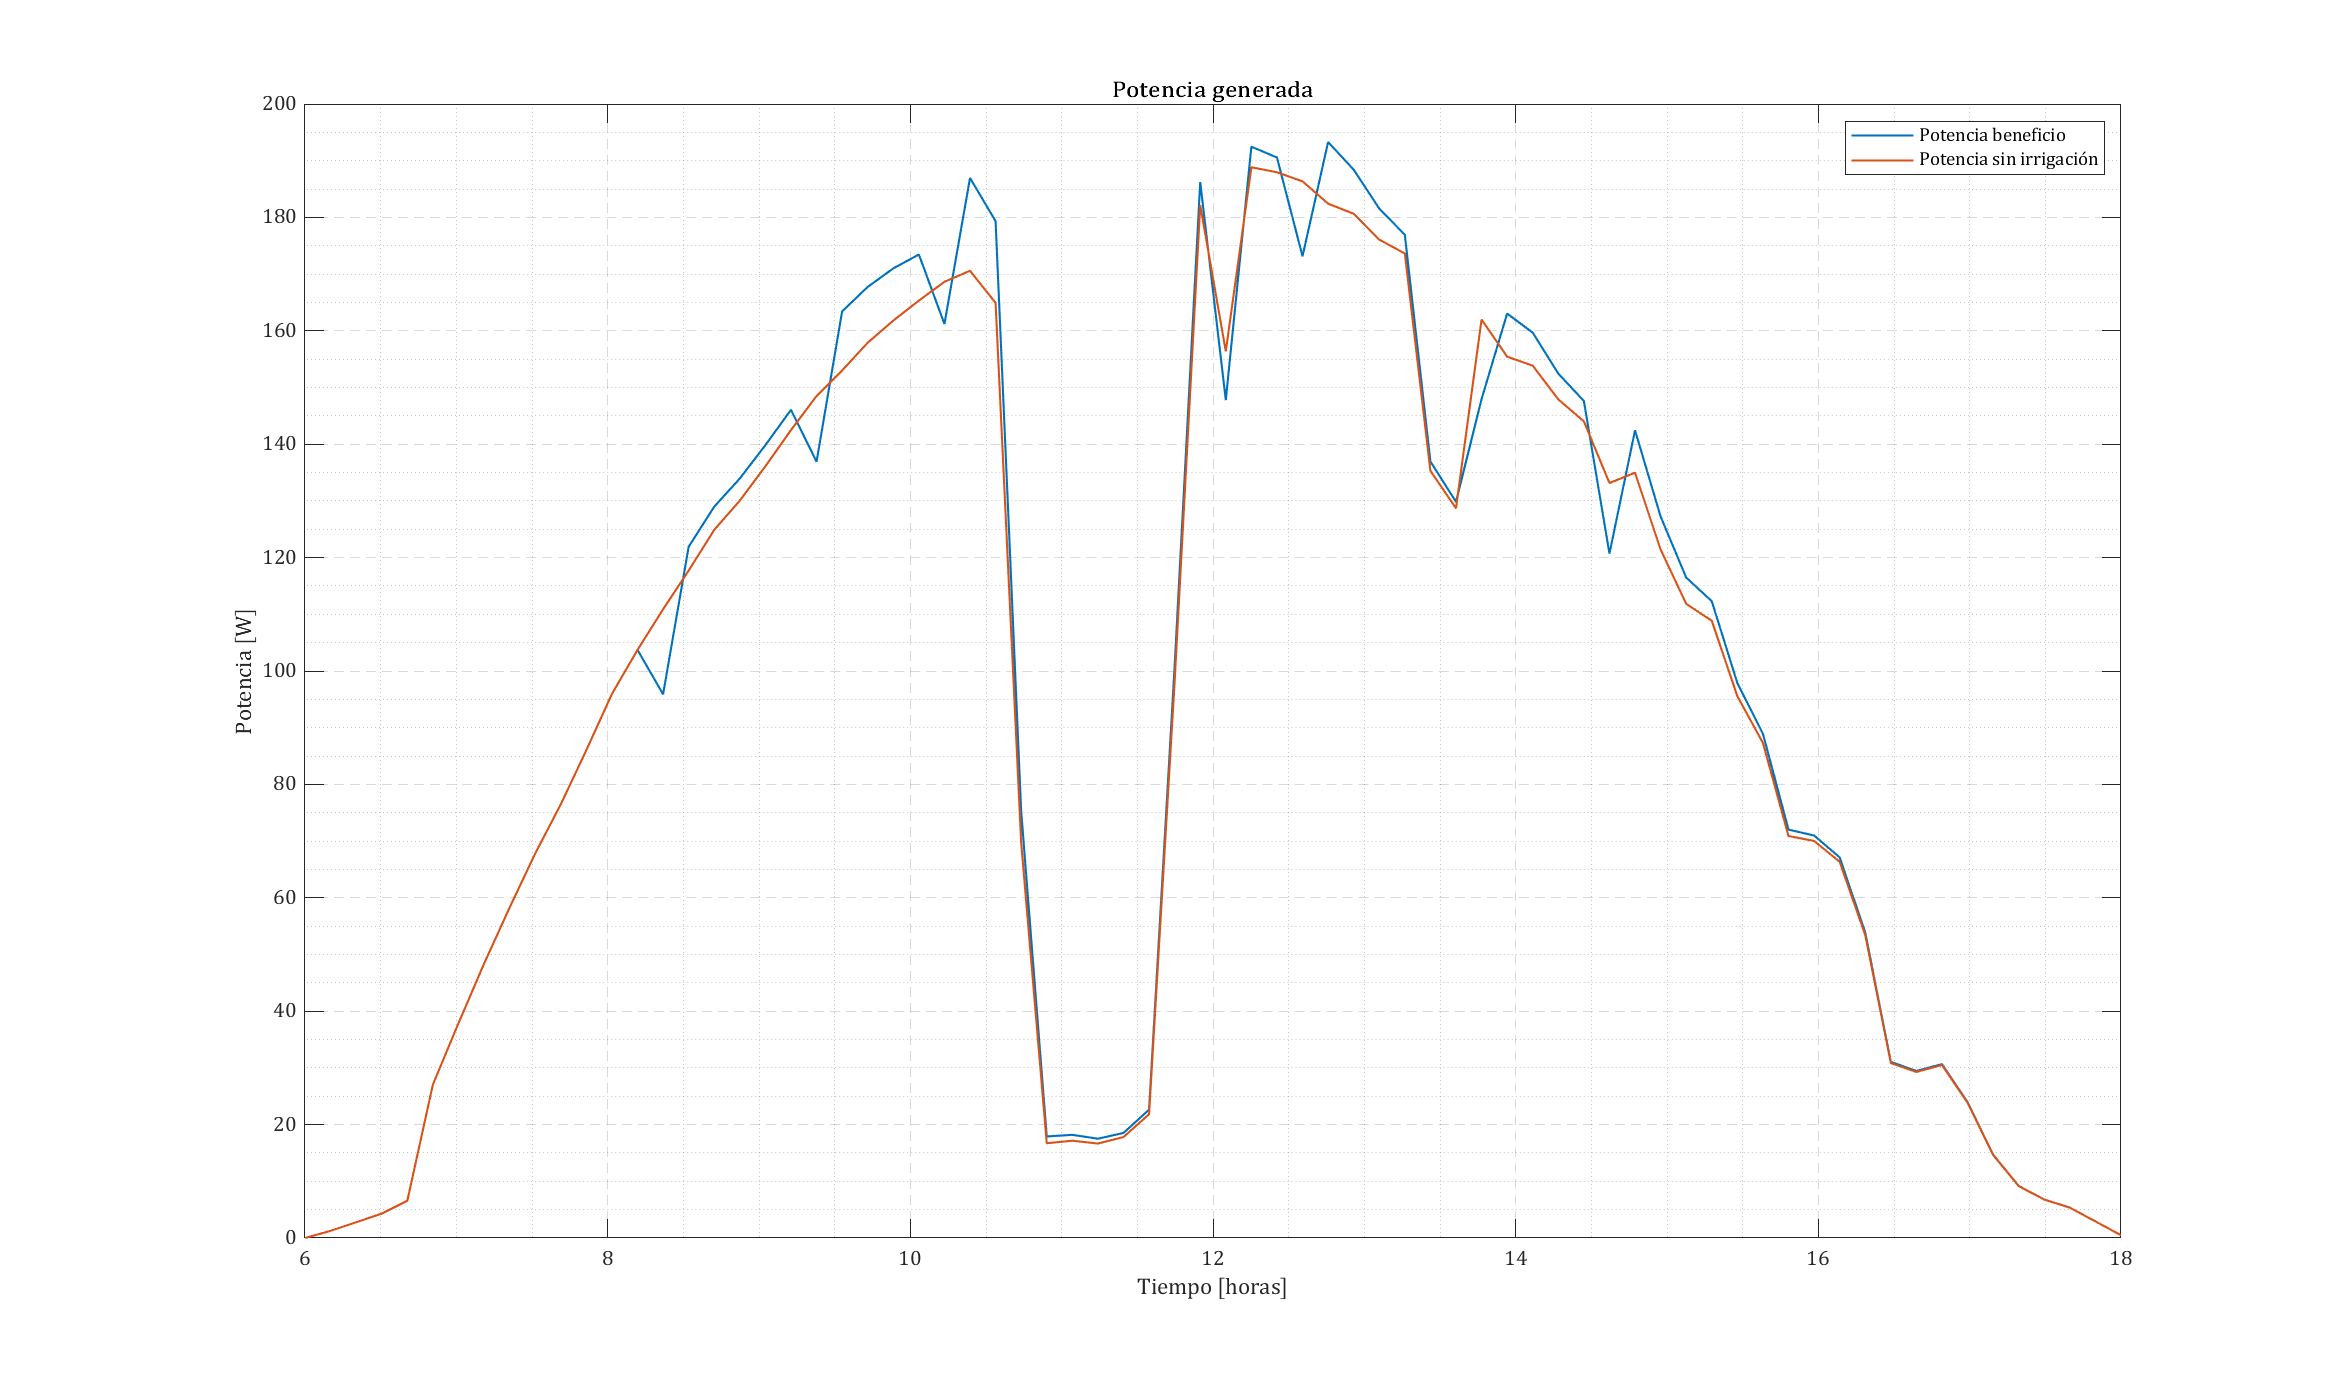 Potencia generada
Potencia beneficio
Potencia sin irrigación
200
180
160
140
120
100
80
60
40
20
0
Potencia [W]
6 8 10 12 14 16 18
Tiempo [horas]